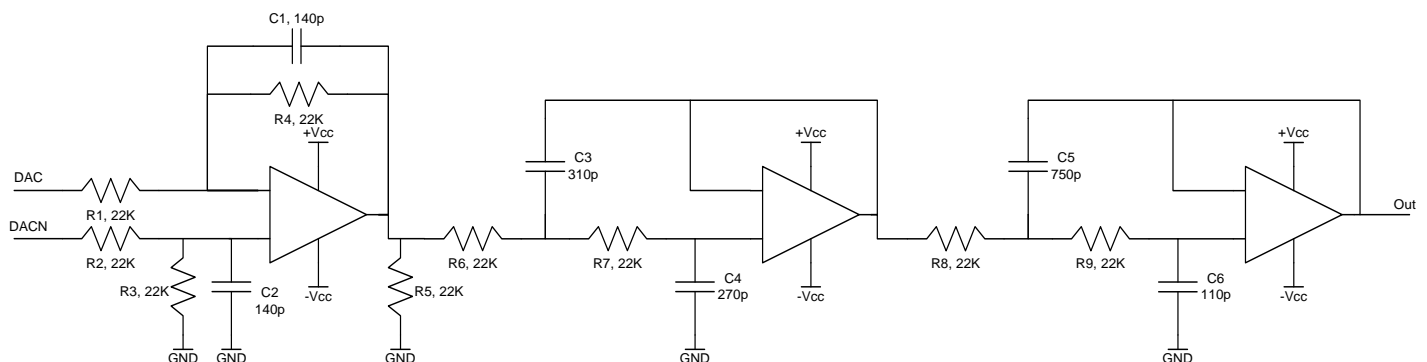 C1, 140p
R4, 22K
+Vcc
+Vcc
+Vcc
C3
310p
C5
750p
DAC
R1, 22K
Out
DACN
R2, 22K
R6, 22K
R7, 22K
R8, 22K
R9, 22K
R3, 22K
C2
140p
-Vcc
R5, 22K
C4
270p
-Vcc
C6
110p
-Vcc
GND
GND
GND
GND
GND